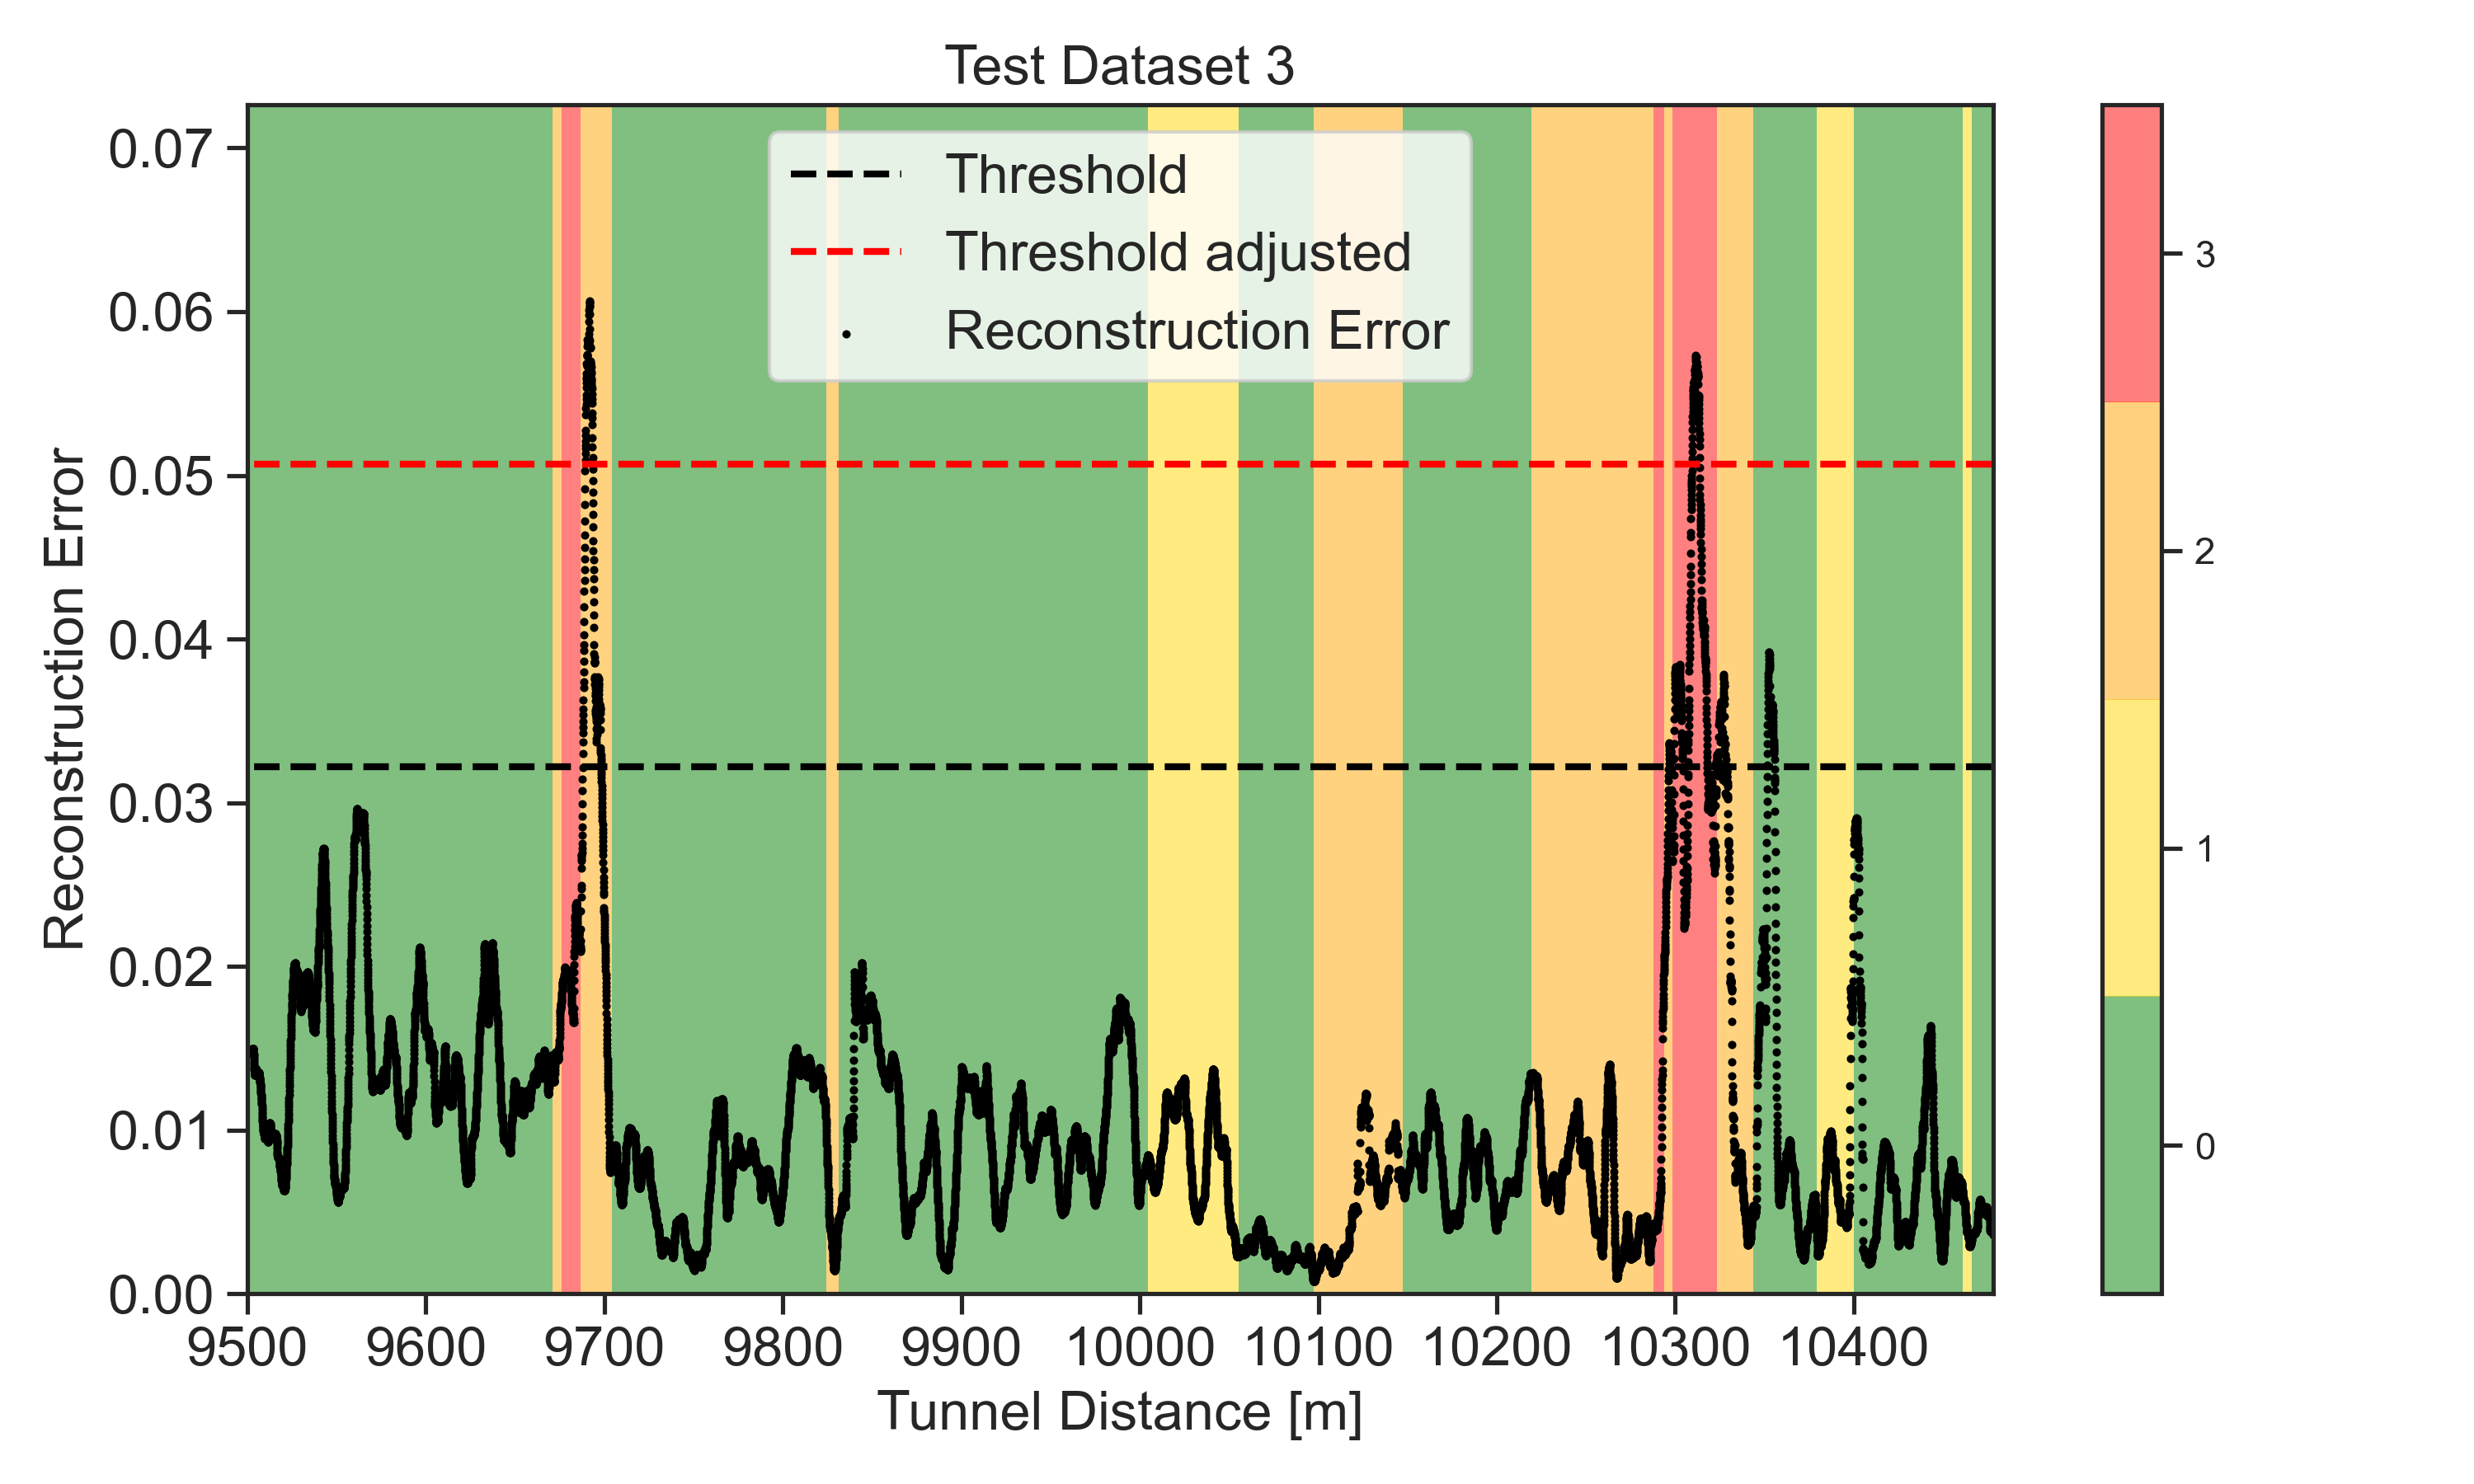 Test Dataset 3
Threshold
Threshold adjusted
Reconstruction Error
Reconstruction Error
0.07
0.06
0.05
0.04
0.03
0.02
0.01
0.00
9500 9600 9700 9800 9900 10000 10100 10200 10300 10400
Tunnel Distance [m]
3
2
1
0